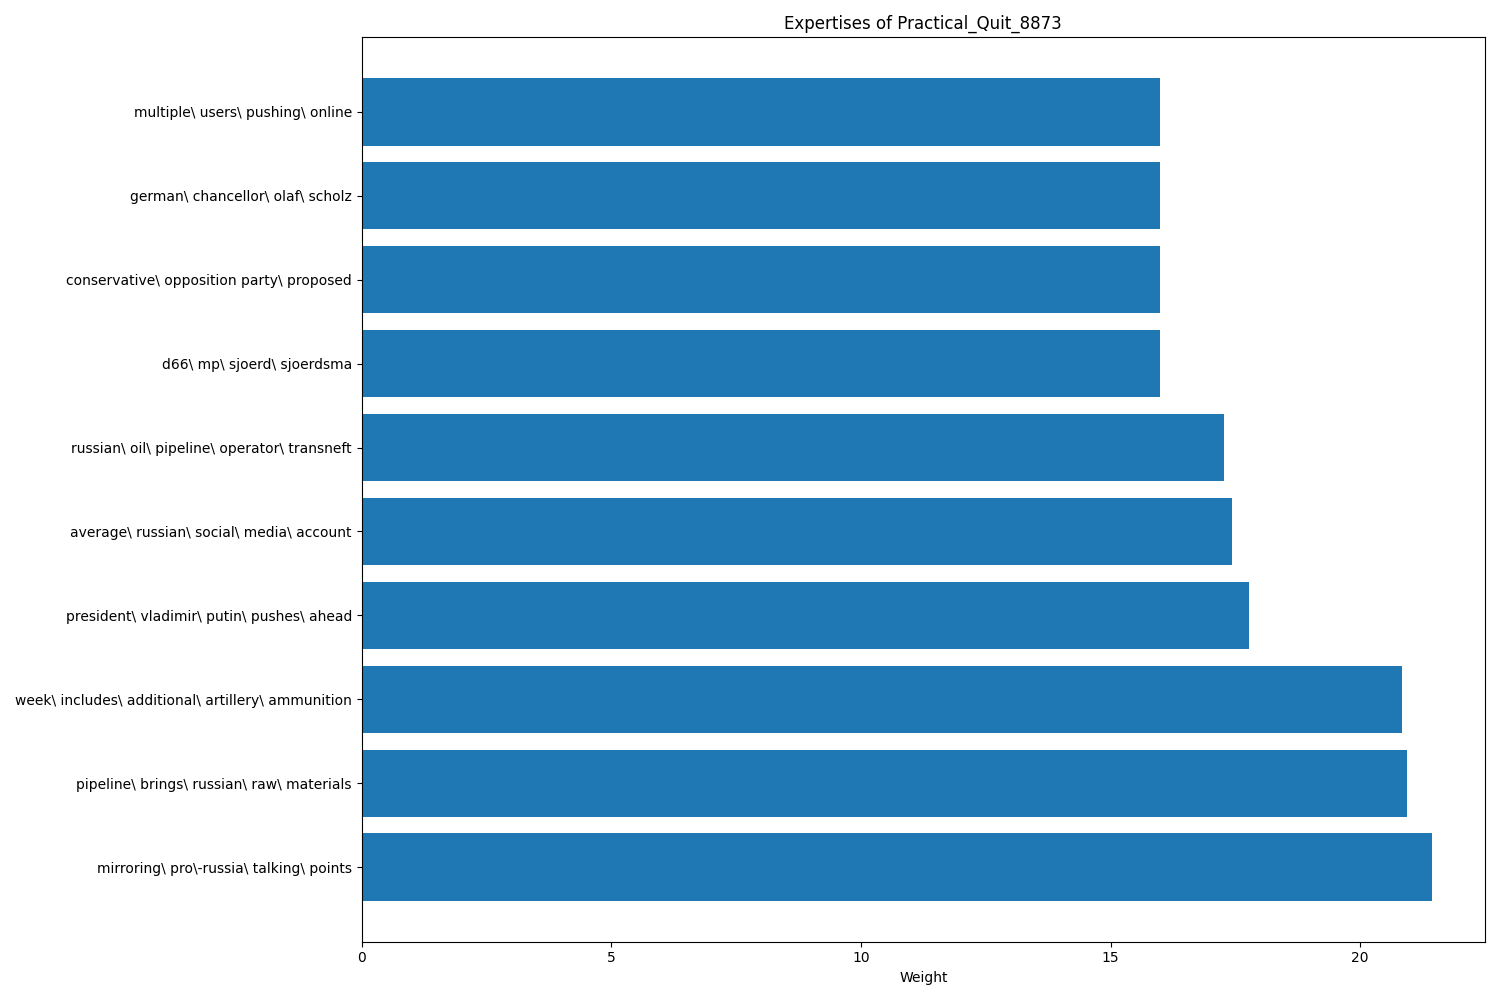 Expertises of Practical_Quit_8873
multiple\ users\ pushing\ online
german\ chancellor\ olaf\ scholz
conservative\ opposition party\ proposed
d66\ mp\ sjoerd\ sjoerdsma
russian\ oil\ pipeline\ operator\ transneft
average\ russian\ social\ media\ account
president\ vladimir\ putin\ pushes\ ahead
week\ includes\ additional\ artillery\ ammunition
pipeline\ brings\ russian\ raw\ materials
mirroring\ pro\-russia\ talking\ points
0 5 10 15 20
Weight